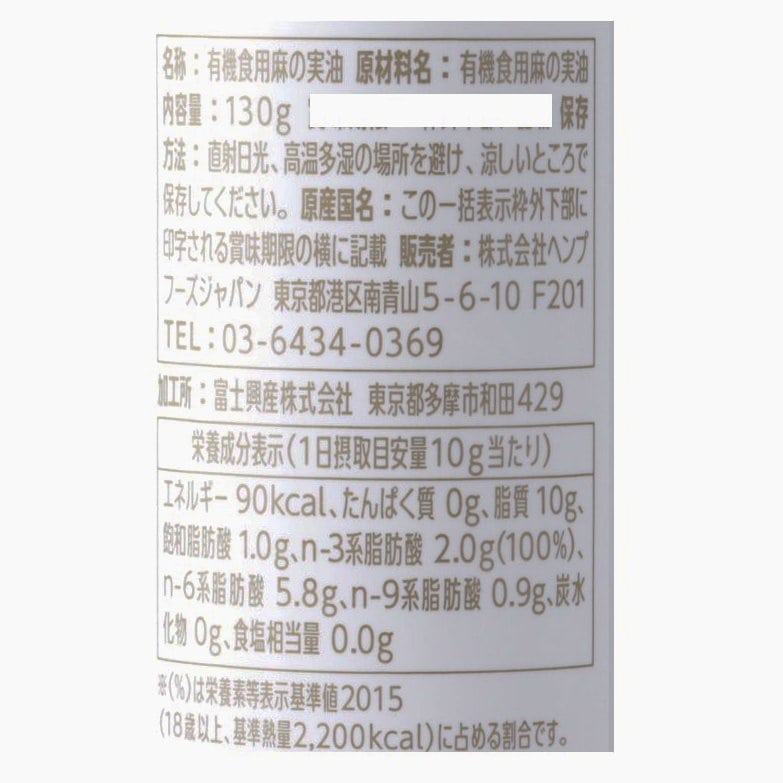 名称：有機食用麻の実油 原材料名：有機食用麻の実油
内容量：130g 保存
方法：直射日光、高温多湿の場所を避け、涼しいところで
保存してください。原産国名：この一括表示枠外下部に
印字される賞味期限の横に記載 販売者：株式会社ヘンプ
フーズジャパン 東京都港区南青山5-6-10 F201
TEL：03-6434-0369
加工所：富士興産株式会社 東京都多摩市和田429
栄養成分表示(1日摂取目安量10g当たり)
エネルギー 90kcal、たんぱく質 0g、脂質 10g、
飽和脂肪酸 1.0g、n-3系脂肪酸 2.0g(100%)、
n-6系脂肪酸 5.8g、n-9系脂肪酸 0.9g、炭水
化物 0g、食塩相当量 0.0g
※(%)は栄養素等表示基準値2015
(18歳以上、基準熱量2,200kcal)に占める割合です。